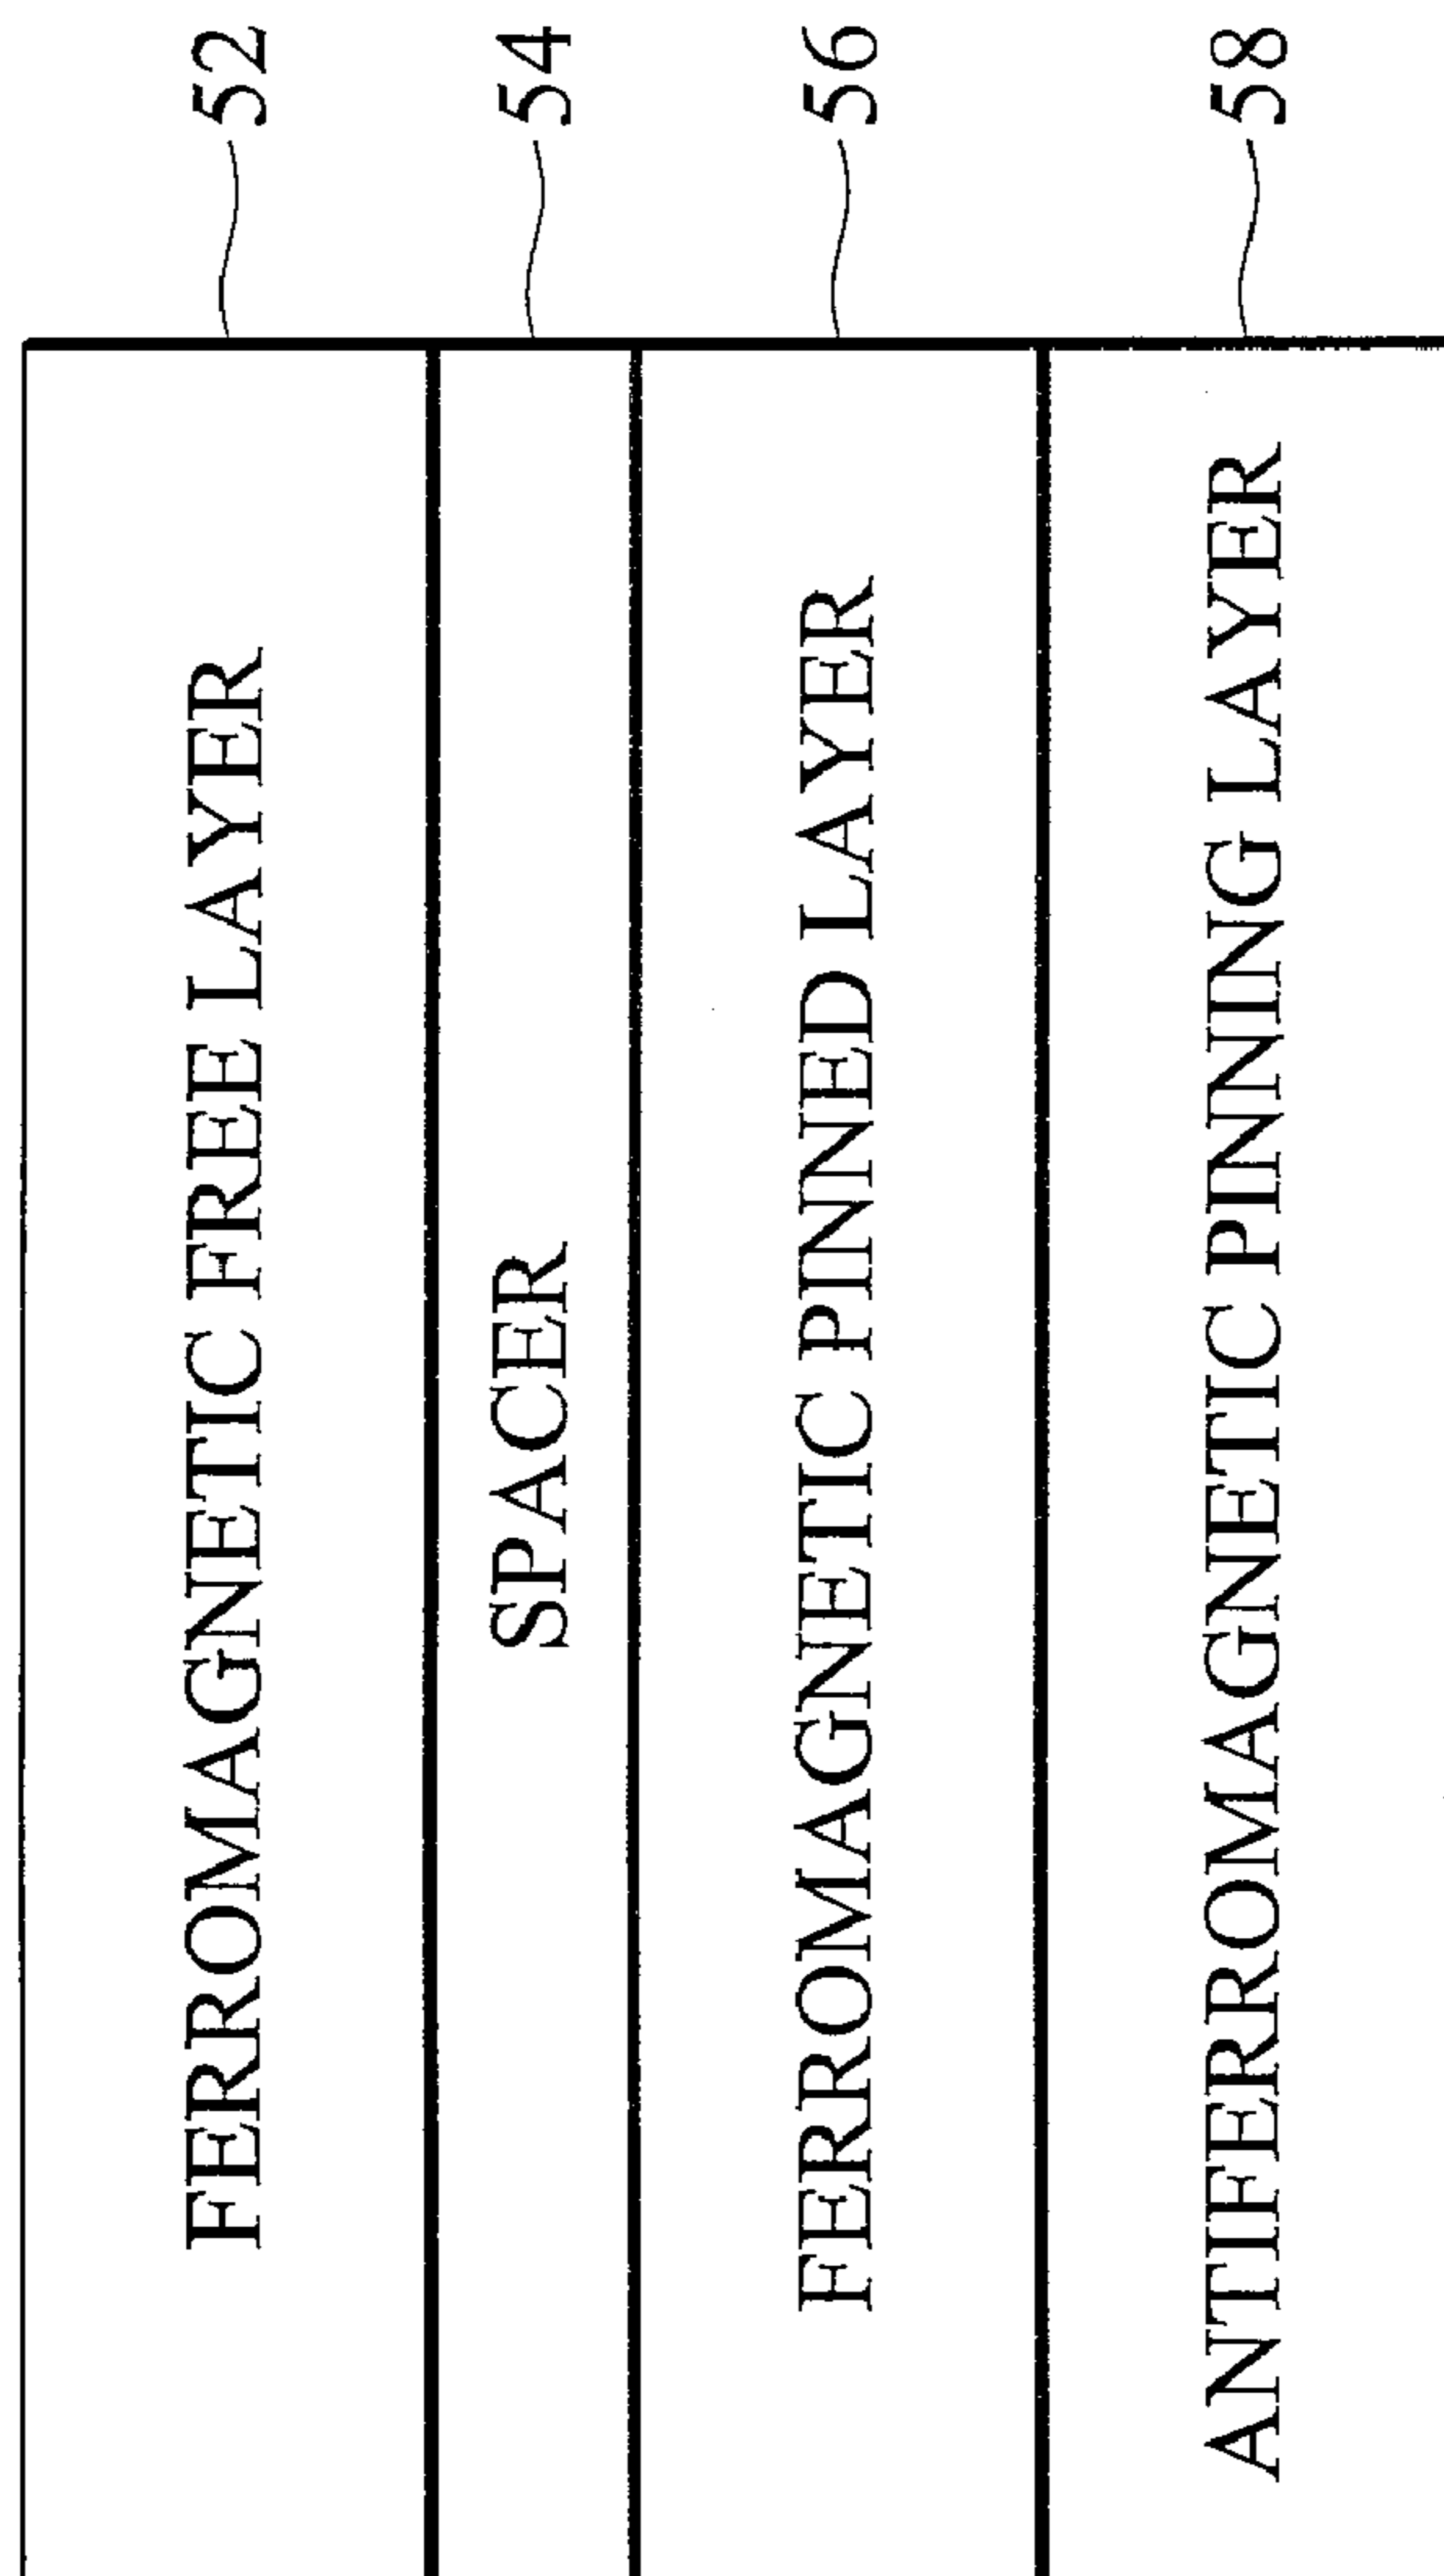 FERROMAGNETIC FREE LAYER 52
SPACER 54
FERROMAGNETIC PINNED LAYER 56
ANTIFERROMAGNETIC PINNING LAYER 58